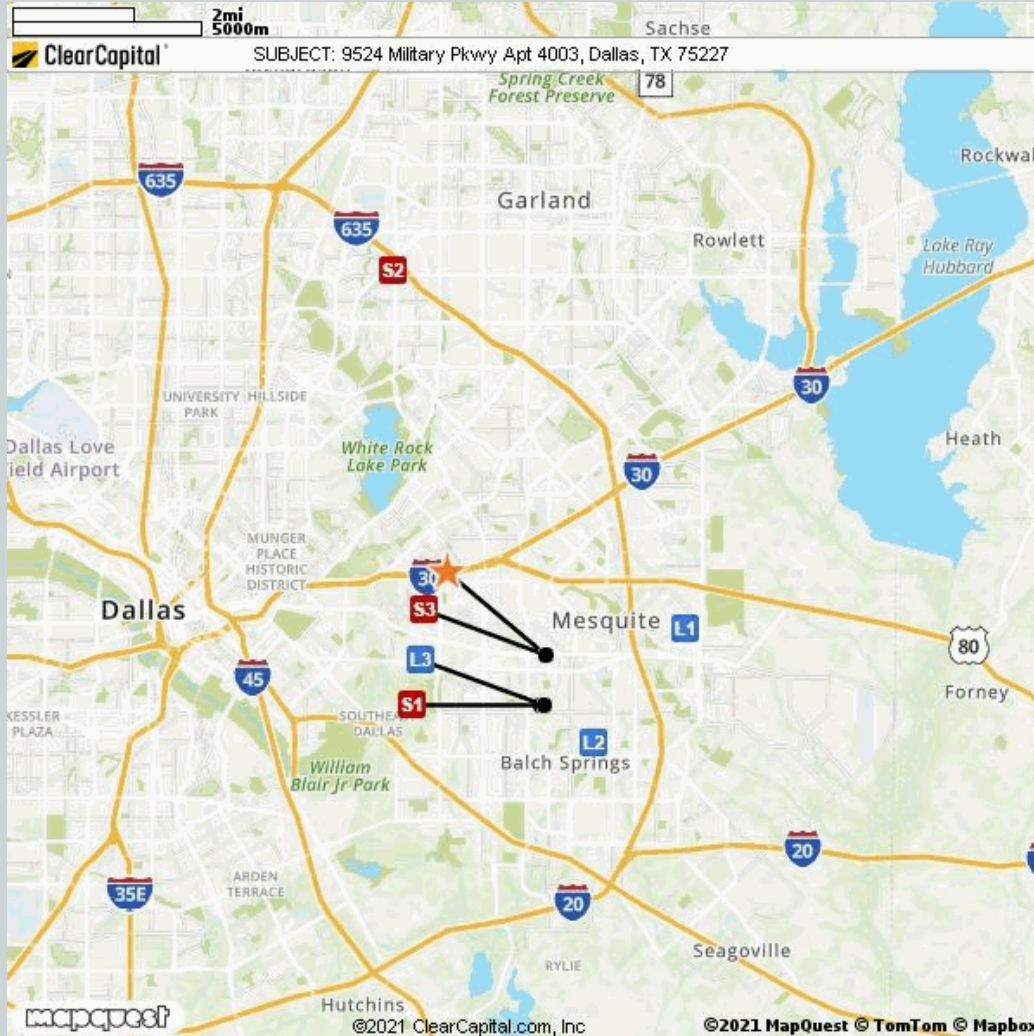 2mi
5000m
ClearCapital
SUBJECT: 9524 Military Pkwy Apt 4003, Dallas, TX 75227
Sachse
Spring Creek
Forest Preserve
78
Rockwal
635
Garland
635
Rowlett
Lake Ray
Hubbard
S2
30
UNIVERSITY
PARK
HILLSIDE
Dallas Love
ield Airport
White Rock
Lake Park
Heath
30
MUNGER
PLACE
HISTORIC
DISTRICT
30
Dallas
S3
Mesquite
L1
80
L3
45
Forney
KESSLER
PLAZA
S1
SOUTHEA
DALLAS
L2
Balch Springs
William
Blair Jr Park
20
35E
ARDEN
TERRACE
20
Seagoville
RYLIE
Hutchins
mapquest
©2021 ClearCapital.com, Inc
©2021 MapQuest © TomTom © Mapbo